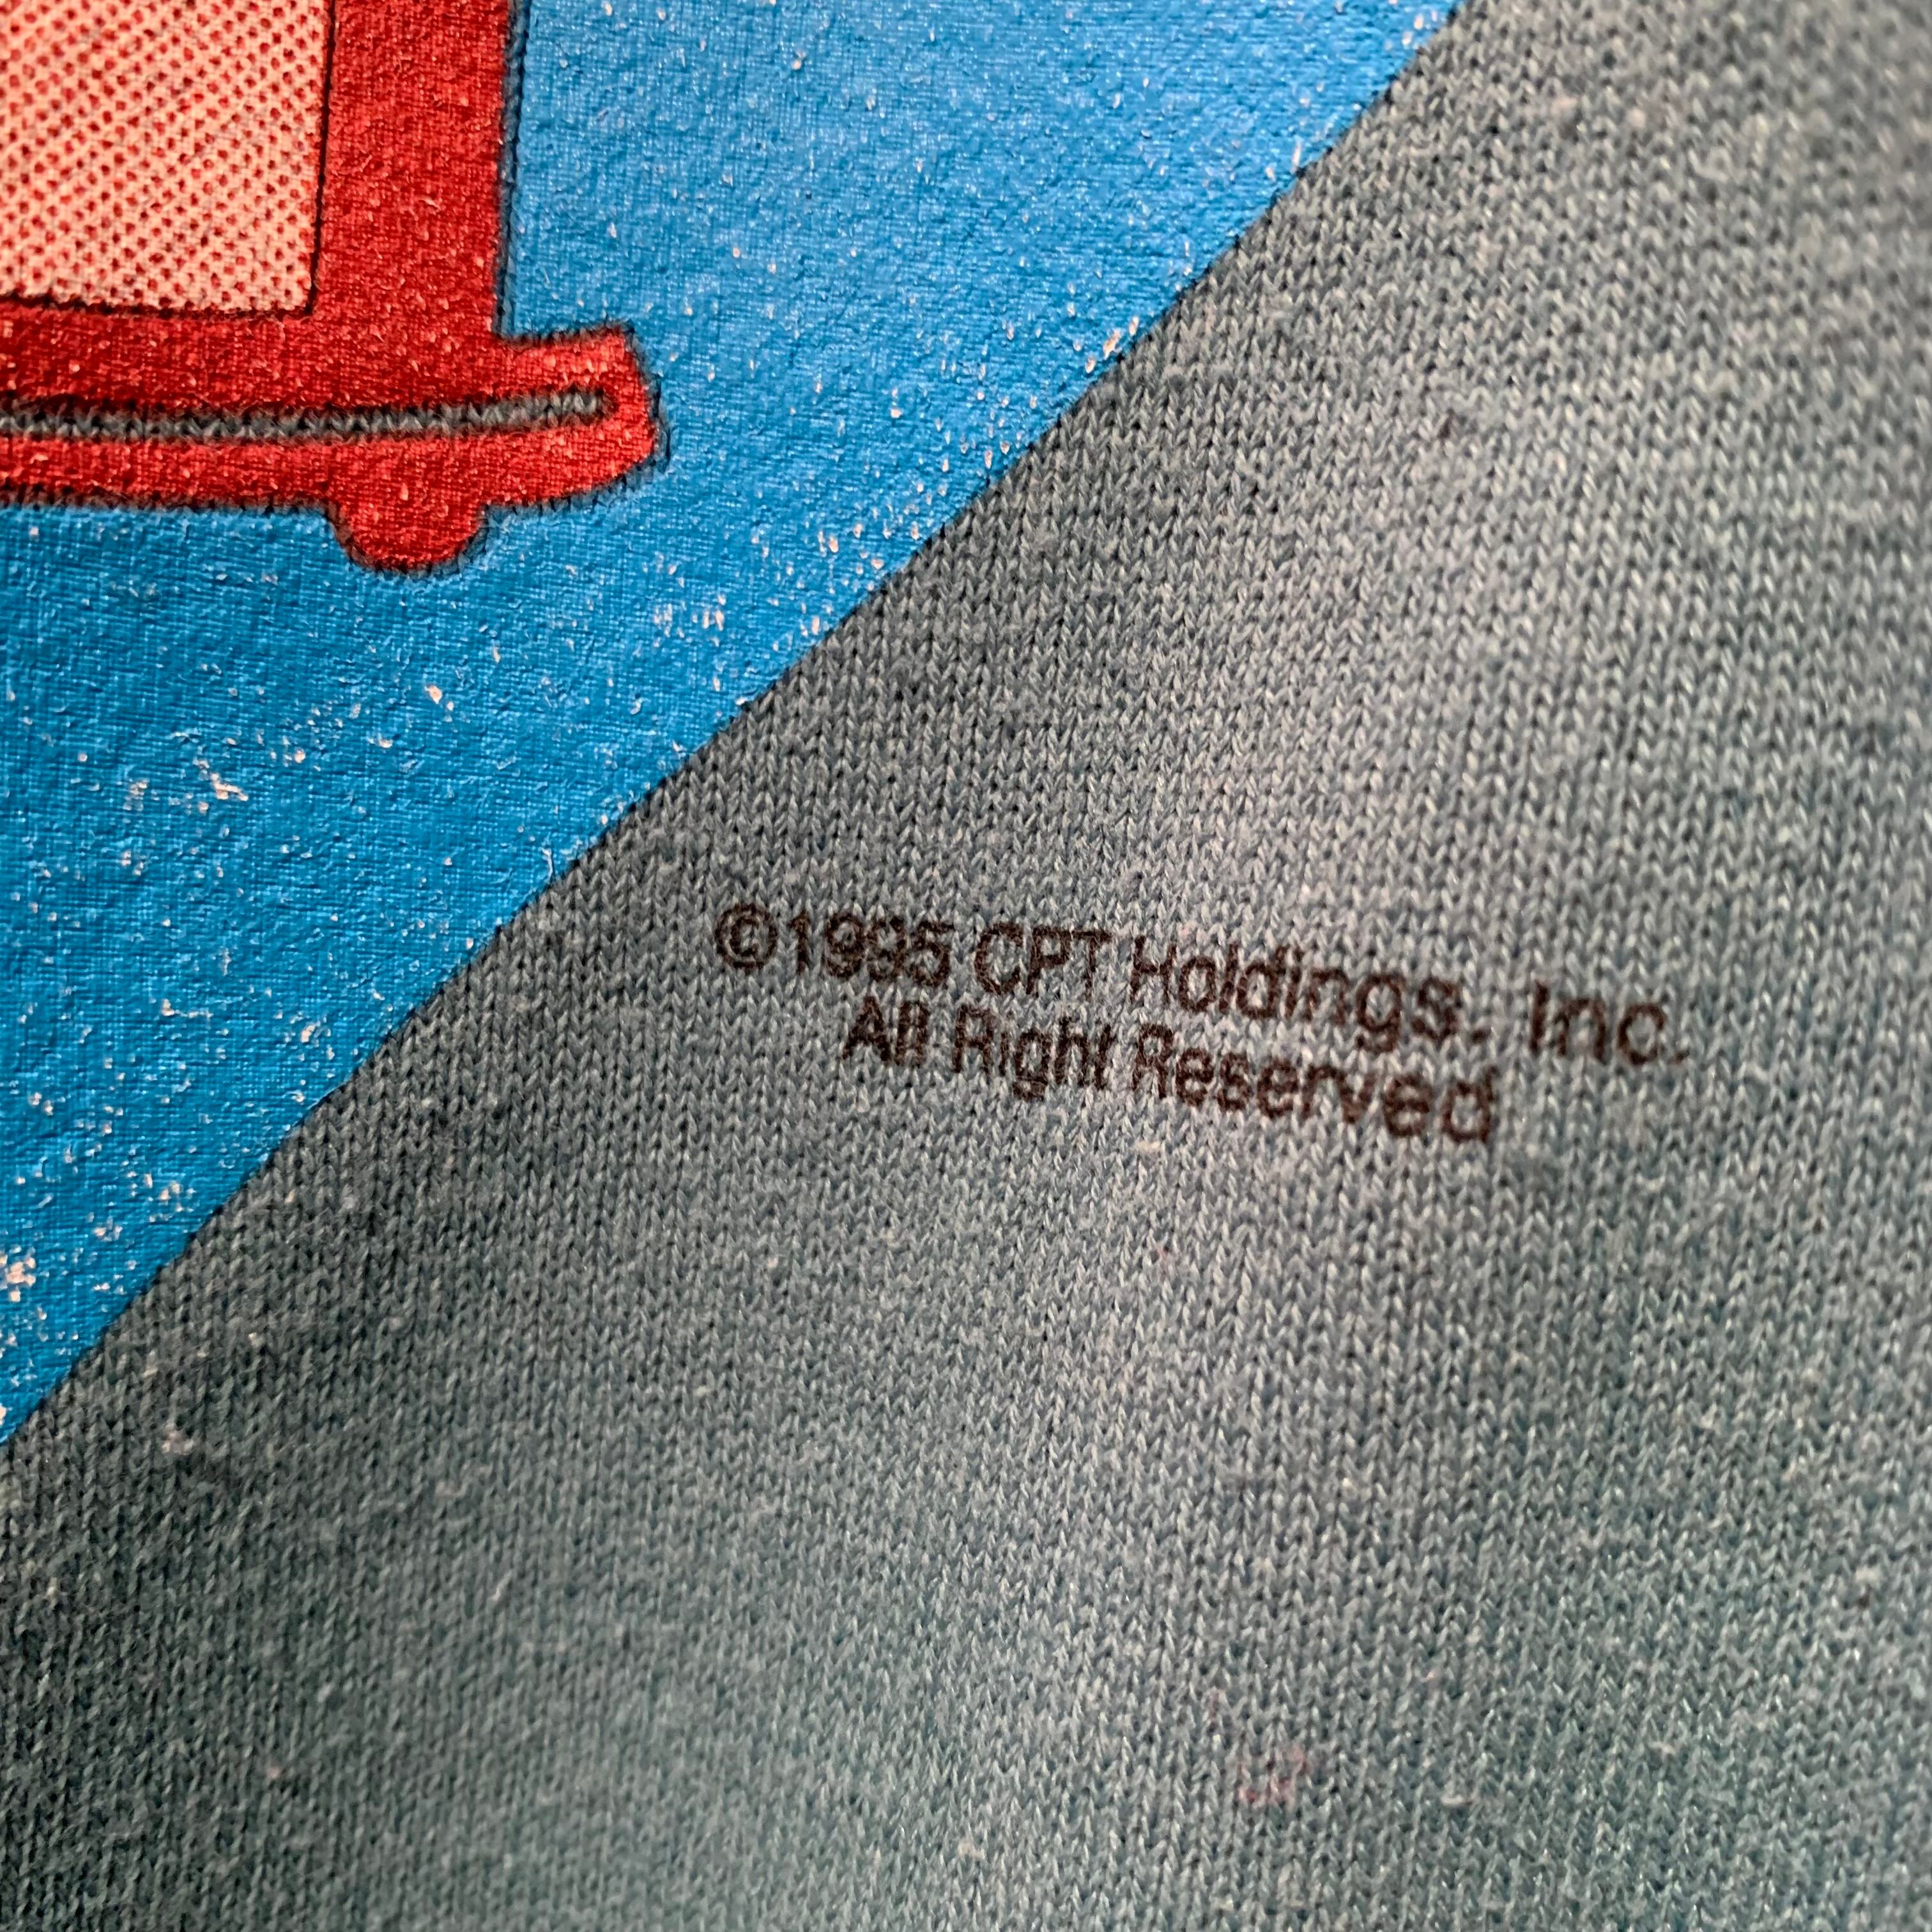 ©1995 CPT Holdings, Inc.
All Right Reserved